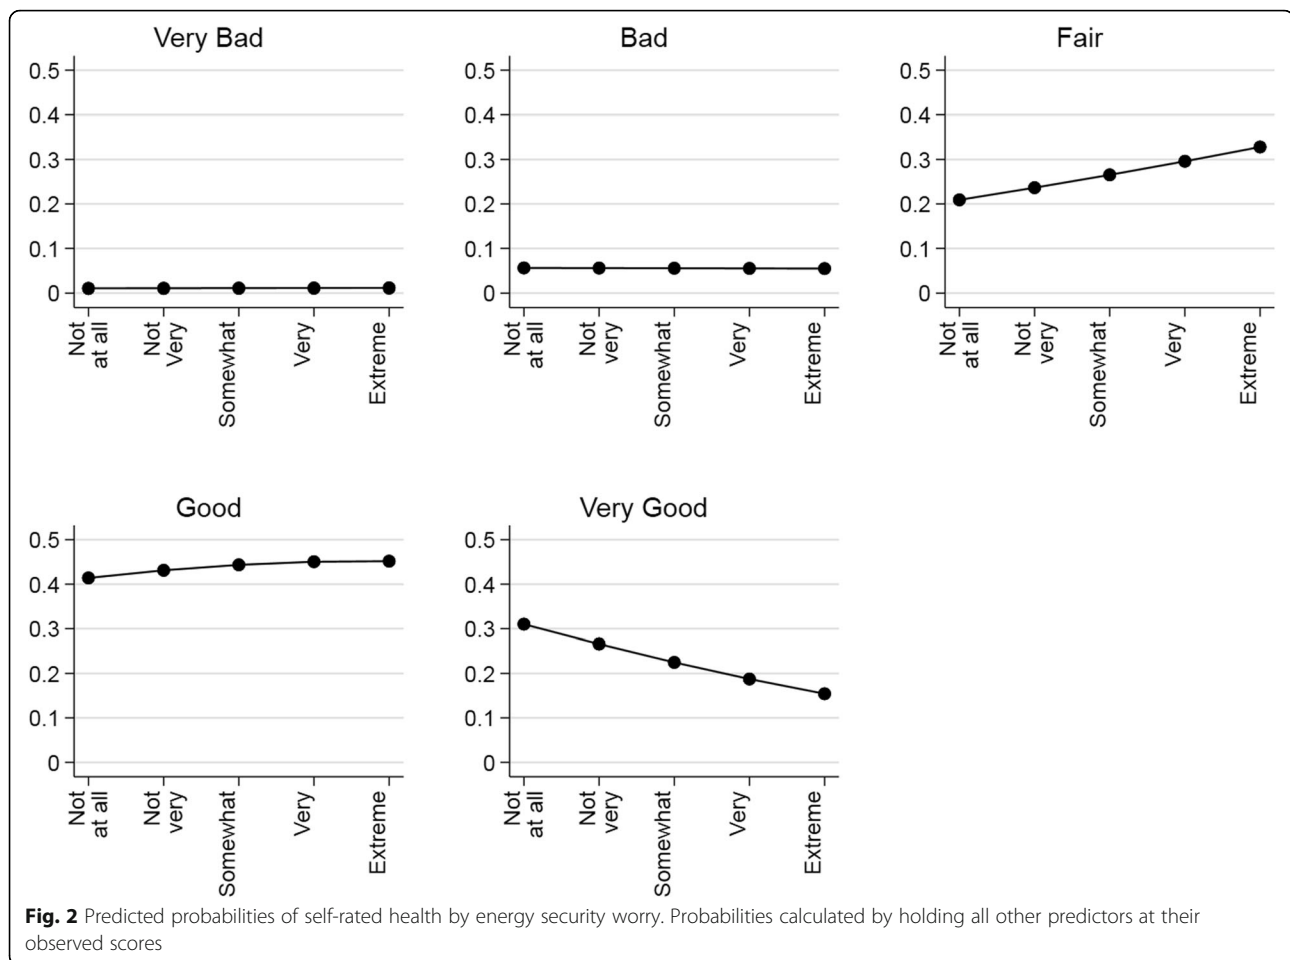 Very Bad
0.5
0.4
0.3
0.2
0.1
0
Not
at all
Not
Very
Somewhat
Very
Extreme
Bad
0.5
0.4
0.3
0.2
0.1
0
Not
at all
Not
Very
Somewhat
Very
Extreme
Fair
0.5
0.4
0.3
0.2
0.1
0
Not
at all
Not
very
Somewhat
Very
Extreme
Good
0.5
0.4
0.3
0.2
0.1
0
Not
at all
Not
very
Somewhat
Very
Extreme
Very Good
0.5
0.4
0.3
0.2
0.1
0
Not
at all
Not
very
Somewhat
Very
Extreme
Fig. 2 Predicted probabilities of self-rated health by energy security worry. Probabilities calculated by holding all other predictors at their
observed scores